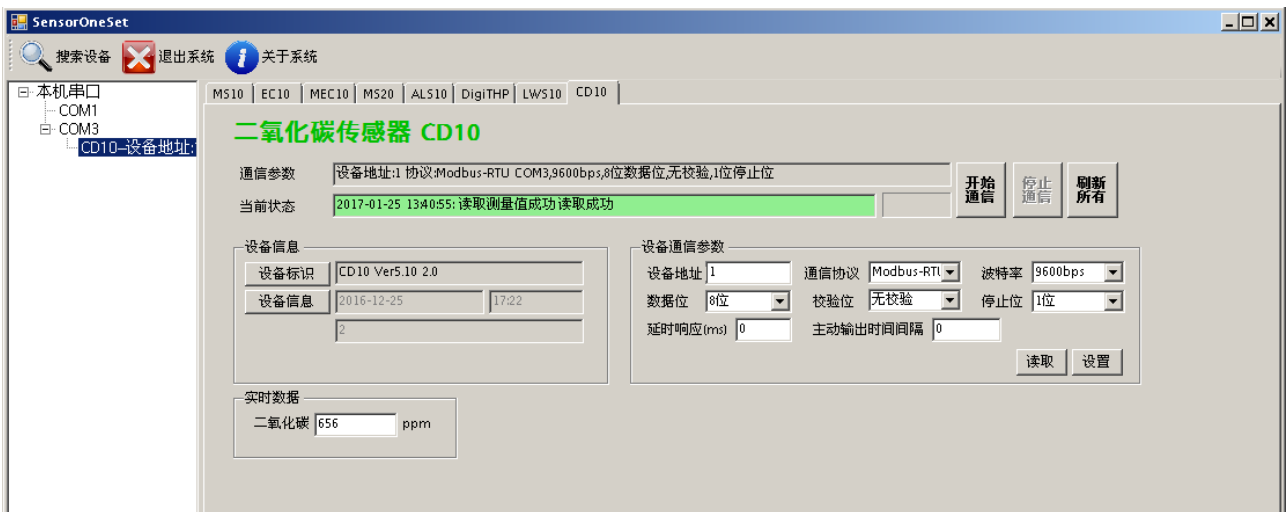 SensorOneSet
搜索设备 退出系统 关于系统
本机串口
COM1
COM3
CD10--设备地址:
MS10 EC10 MEC10 MS20 ALS10 DigiTHP LWS10 CD10
二氧化碳传感器 CD10
通信参数 设备地址:1 协议:Modbus-RTU COM3,9600bps,8位数据位,无校验,1位停止位
当前状态 2017-01-25 13:40:55: 读取测量值成功 读取成功
开始通信 停止通信 刷新所有
设备信息
设备标识 CD10 Ver5.10 2.0
设备信息 2016-12-25 17:22
2
设备通信参数
设备地址 1 通信协议 Modbus-RTU 波特率 9600bps
数据位 8位 校验位 无校验 停止位 1位
延时响应(ms) 0 主动输出时间间隔 0
读取 设置
实时数据
二氧化碳 656 ppm